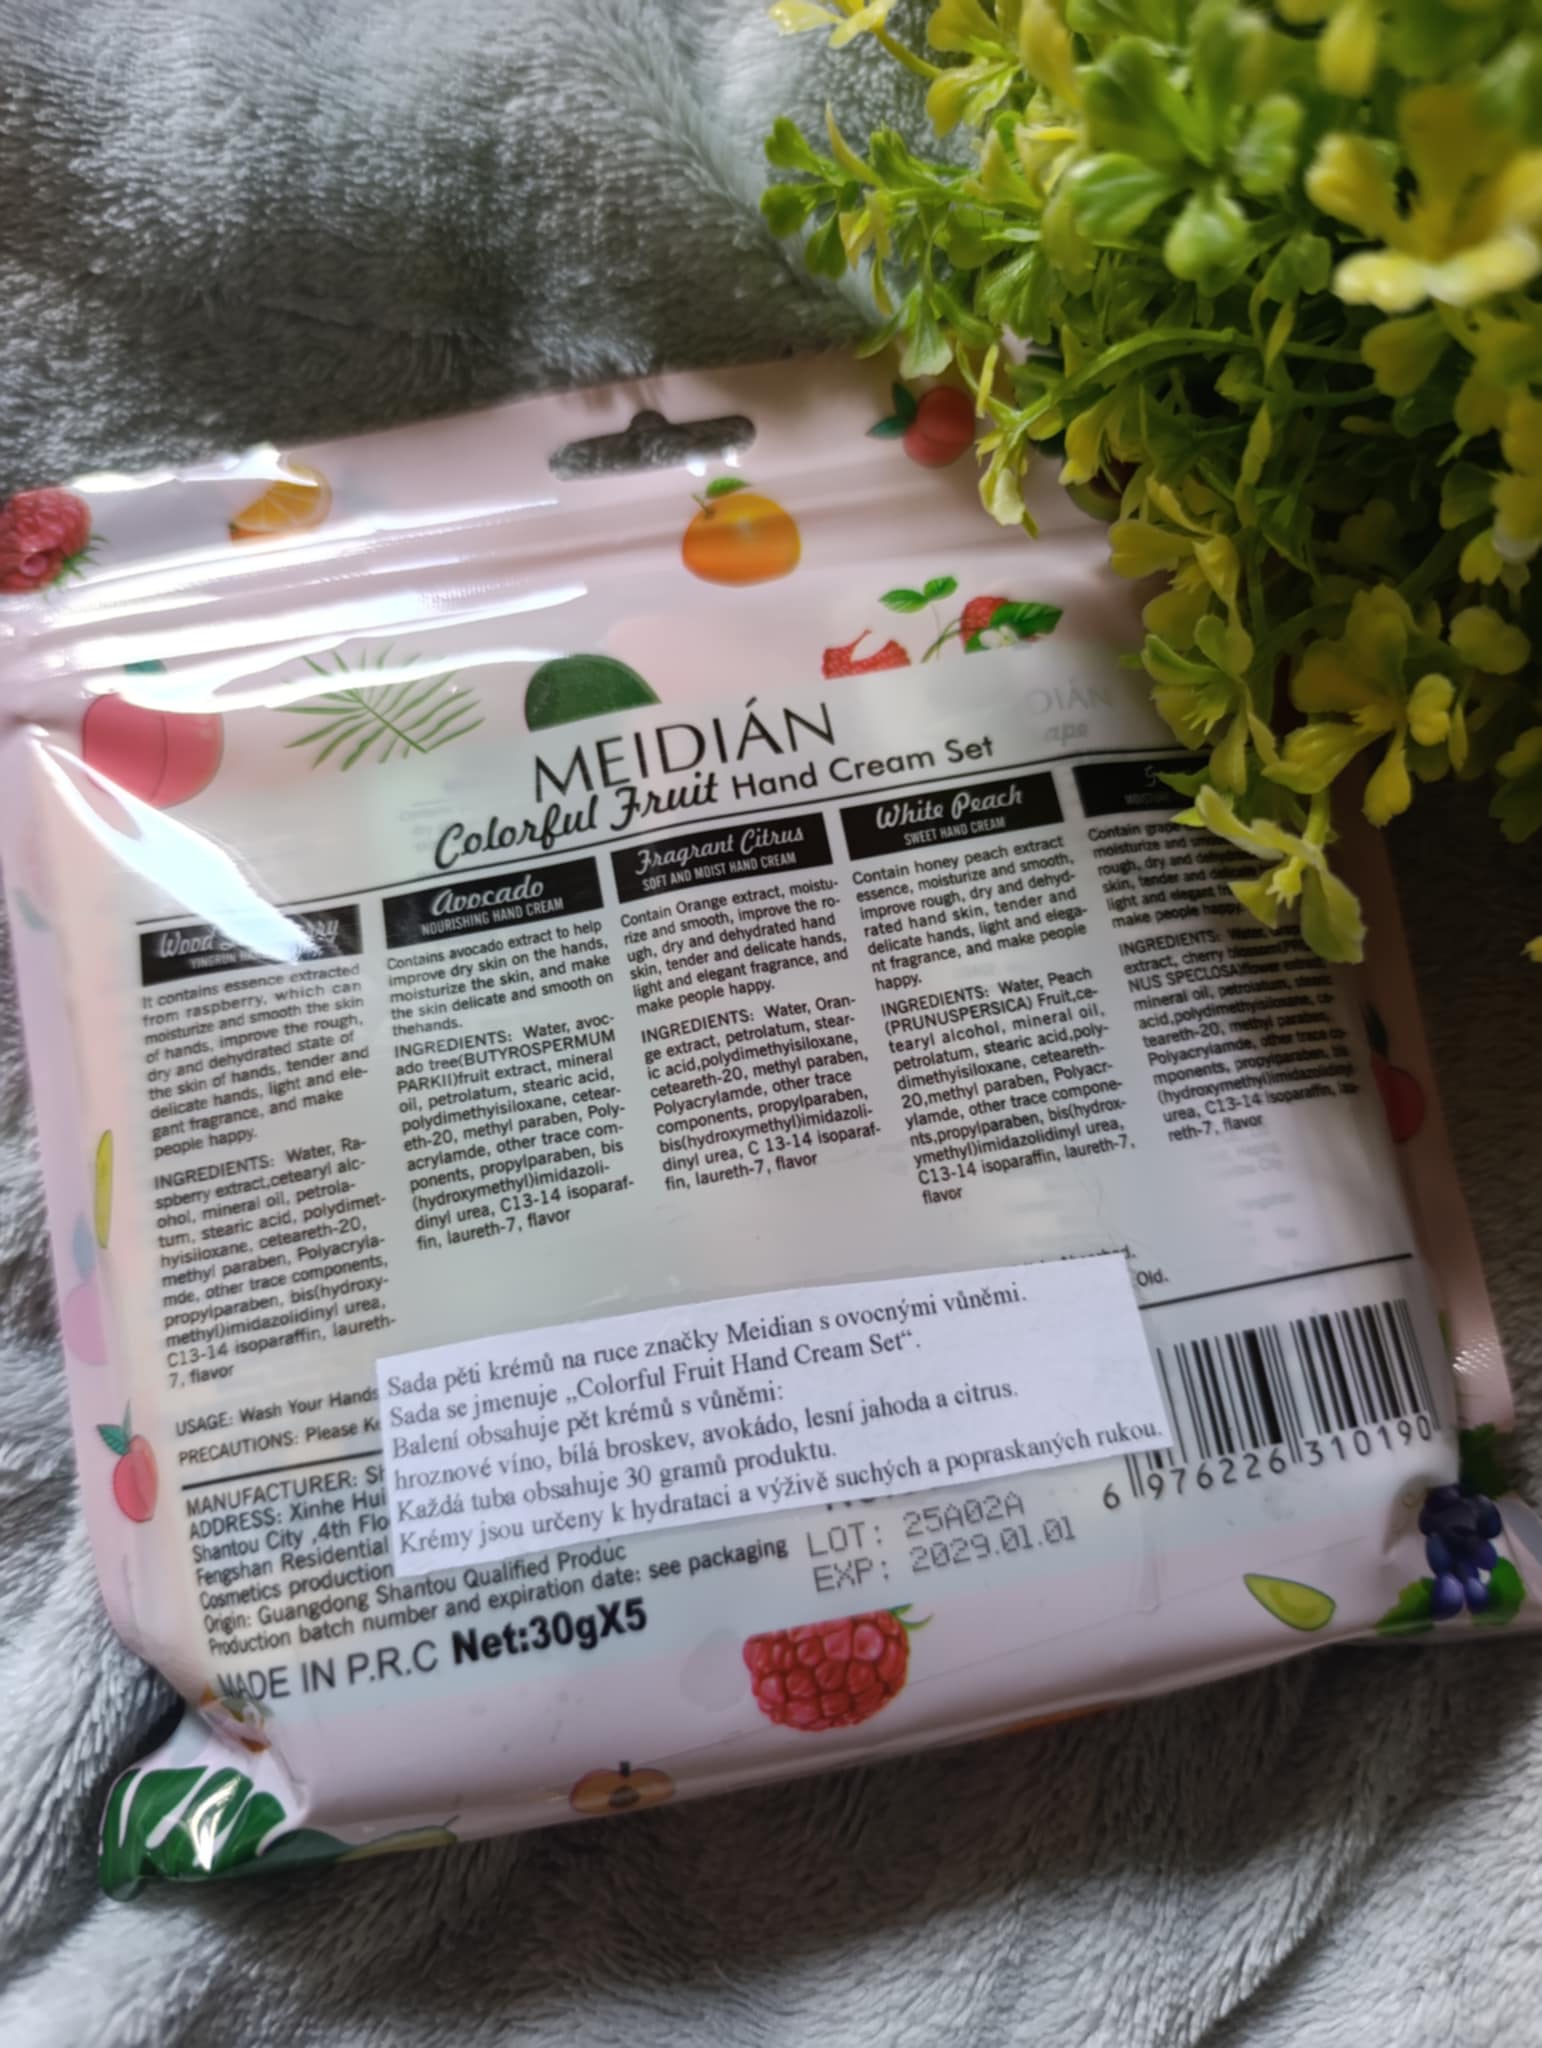 MEIDIÁN
Colorful Fruit Hand Cream Set
DIÁN
ape
Wood
It contains essence extracted
from raspberry, which can
moisturize and smooth the skin
of hands, improve the rough,
dry and dehydrated state of
the skin of hands, tender and
delicate hands, light and ele-
gant fragrance, and make
people happy.
INGREDIENTS: Water, Ra-
spberry extract,cetearyl alc-
ohol, mineral oil, petrola-
tum, stearic acid, polydimet-
hyisiloxane, ceteareth-20,
methyl paraben, Polyacryla-
mde, other trace components,
propylparaben, bis(hydroxy-
methyl)imidazolidinyl urea,
C13-14 isoparaffin, laureth-
7, flavor
Avocado
NOURISHING HAND CREAM
Contains avocado extract to help
improve dry skin on the hands,
moisturize the skin, and make
the skin delicate and smooth on
thehands.
INGREDIENTS: Water, avoc-
ado tree(BUTYROSPERMUM
PARKII)fruit extract, mineral
oil, petrolatum, stearic acid,
polydimethyisiloxane, cetear-
eth-20, methyl paraben, Poly-
acrylamde, other trace com-
ponents, propylparaben, bis
(hydroxymethyl)imidazoli-
dinyl urea, C13-14 isoparaf-
fin, laureth-7, flavor
Fragrant Citrus
SOFT AND MOIST HAND CREAM
Contain Orange extract, moistu-
rize and smooth, improve the ro-
ugh, dry and dehydrated hand
skin, tender and delicate hands,
light and elegant fragrance, and
make people happy.
INGREDIENTS: Water, Oran-
ge extract, petrolatum, stear-
ic acid,polydimethyisiloxane,
ceteareth-20, methyl paraben,
Polyacrylamde, other trace
components, propylparaben,
bis(hydroxymethyl)imidazoli-
dinyl urea, C 13-14 isoparaf-
fin, laureth-7, flavor
White Peach
SWEET HAND CREAM
Contain honey peach extract
essence, moisturize and smooth,
improve rough, dry and dehyd-
rated hand skin, tender and
delicate hands, light and elega-
nt fragrance, and make people
happy.
INGREDIENTS: Water, Peach
(PRUNUSPERSICA) Fruit,ce-
tearyl alcohol, mineral oil,
petrolatum, stearic acid,poly-
dimethyisiloxane, ceteareth-
20,methyl paraben, Polyacr-
ylamde, other trace compone-
nts,propylparaben, bis(hydrox-
ymethyl)imidazolidinyl urea,
C13-14 isoparaffin, laureth-7,
flavor
Contain grape
moisturize and
rough, dry and
skin, tender and delicate
light and elegant
make people happy.
INGREDIENTS: Water,
extract, cherry
NUS SPECLOSA)flower
mineral oil, petrolatum, stearic
acid,polydimethyisiloxane, ce-
teareth-20, methyl paraben,
Polyacrylamde, other trace co-
mponents, propylparaben, bis
(hydroxymethyl)imidazolidinyl
urea, C13-14 isoparaffin, lau-
reth-7, flavor
USAGE: Wash Your Hands
PRECAUTIONS: Please
Old.
Sada pěti krémů na ruce značky Meidian s ovocnými vůněmi.
Sada se jmenuje „Colorful Fruit Hand Cream Set“.
Balení obsahuje pět krémů s vůněmi:
hroznové víno, bílá broskev, avokádo, lesní jahoda a citrus.
Každá tuba obsahuje 30 gramů produktu.
Krémy jsou určeny k hydrataci a výživě suchých a popraskaných rukou.
MANUFACTURER:
ADDRESS: Xinhe Hui
Shantou City ,4th Flo
Fengshan Residential
Cosmetics production
Origin: Guangdong Shantou Qualified Produc
Production batch number and expiration date: see packaging
MADE IN P.R.C Net:30gX5
LOT: 25A02A
EXP: 2029.01.01
6 976226 310190